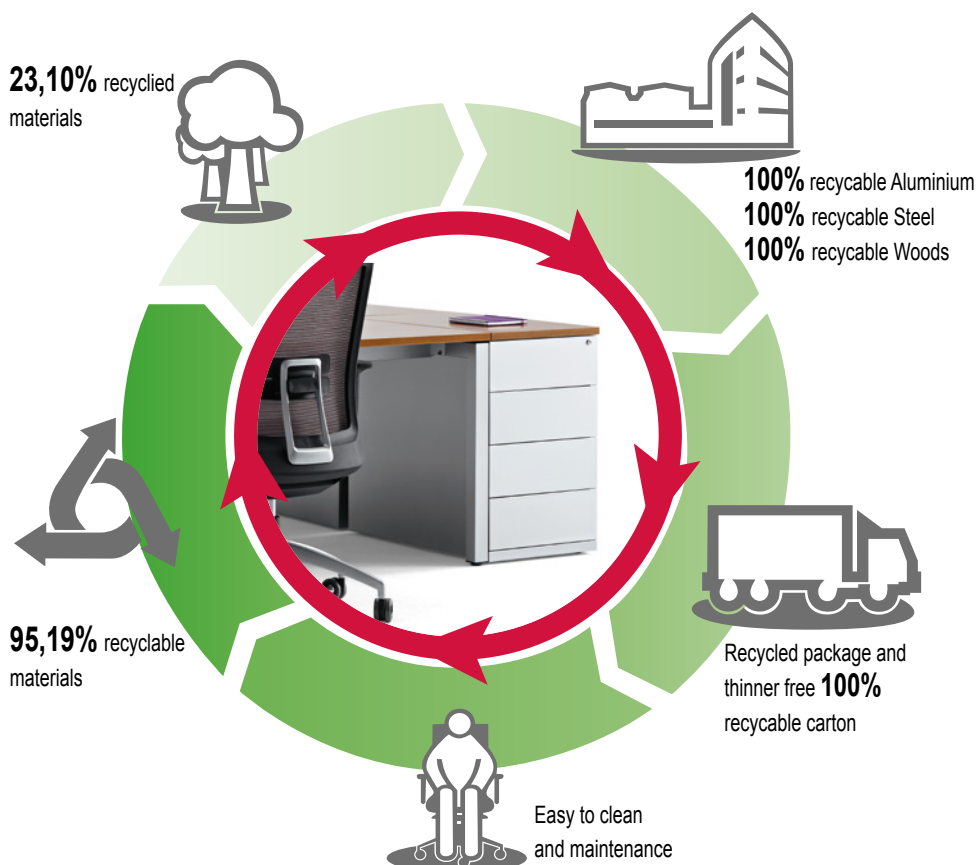 23,10% recyclied
materials
100% recycable Aluminium
100% recycable Steel
100% recycable Woods
95,19% recyclable
materials
Recycled package and
thinner free 100%
recycable carton
Easy to clean
and maintenance